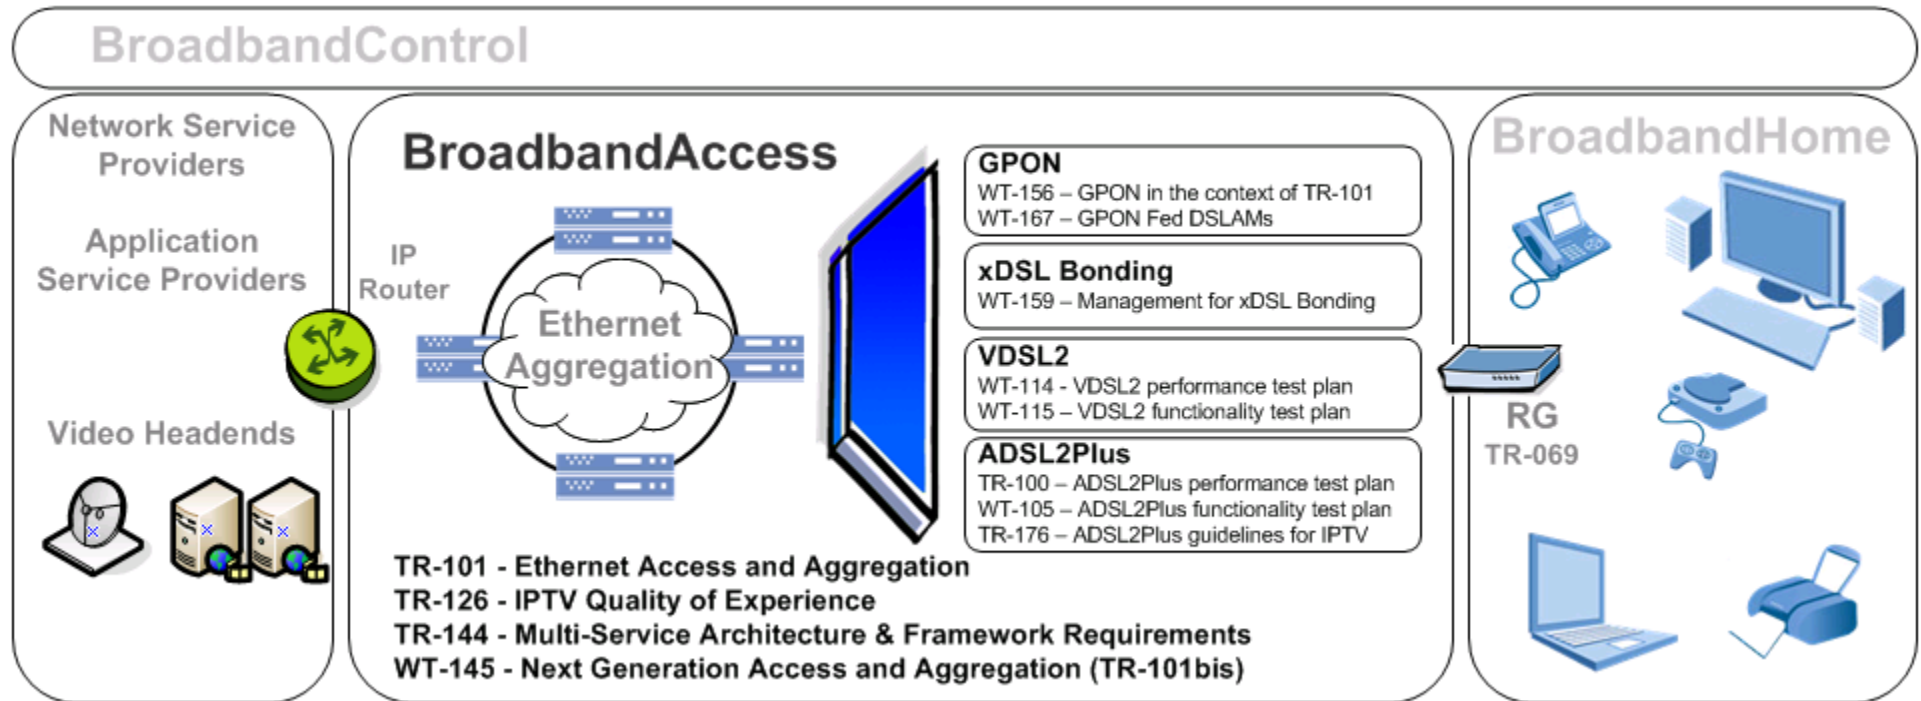 BroadbandControl
Network Service
Providers
Application
Service Providers
Video Headends
IP
Router
BroadbandAccess
Ethernet
Aggregation
GPON
WT-156 – GPON in the context of TR-101
WT-167 – GPON Fed DSLAMs
xDSL Bonding
WT-159 – Management for xDSL Bonding
VDSL2
WT-114 - VDSL2 performance test plan
WT-115 – VDSL2 functionality test plan
ADSL2Plus
TR-100 – ADSL2Plus performance test plan
WT-105 – ADSL2Plus functionality test plan
TR-176 – ADSL2Plus guidelines for IPTV
TR-101 - Ethernet Access and Aggregation
TR-126 - IPTV Quality of Experience
TR-144 - Multi-Service Architecture & Framework Requirements
WT-145 - Next Generation Access and Aggregation (TR-101bis)
BroadbandHome
RG
TR-069